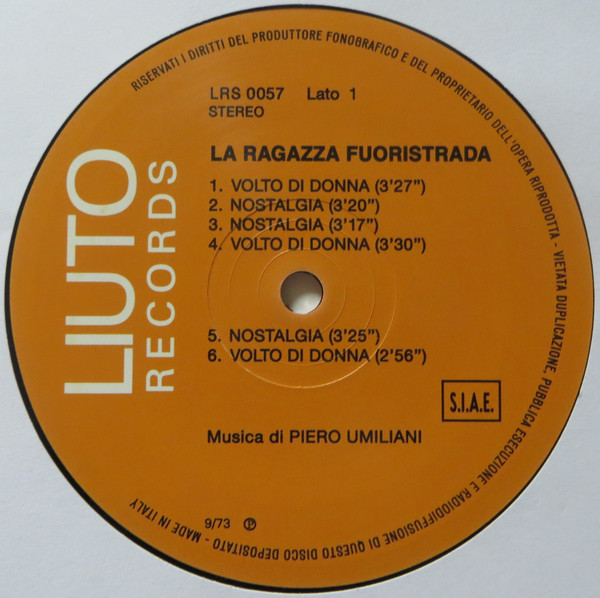 RISERVATI I DIRITTI DEL PRODUTTORE FONOGRAFICO E DEL PROPRIETARIO DELL'OPERA RIPRODOTTA - VIETATA DUPLICAZIONE, PUBBLICA ESECUZIONE E RADIODIFFUSIONE DI QUESTO DISCO DEPOSITATO - MADE IN ITALY
LIUTO
RECORDS
LRS 0057 Lato 1
STEREO
LA RAGAZZA FUORISTRADA
1. VOLTO DI DONNA (3'27”)
2. NOSTALGIA (3'20”)
3. NOSTALGIA (3'17”)
4. VOLTO DI DONNA (3'30”)
5. NOSTALGIA (3'25”)
6. VOLTO DI DONNA (2'56”)
S.I.A.E.
Musica di PIERO UMILIANI
9/73 ℗